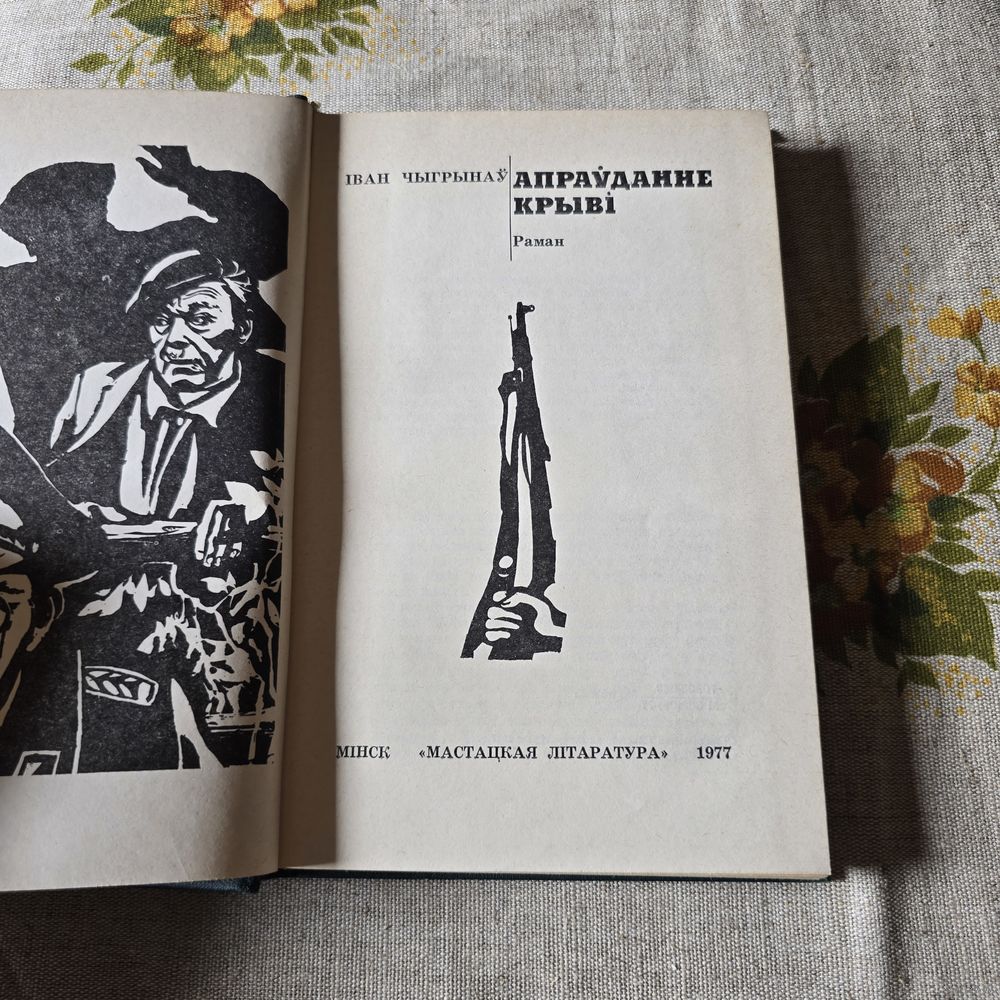 ІВАН ЧЫГРЫНАЎ
АПРАЎДАННЕ
КРЫВІ
Раман
МІНСК «МАСТАЦКАЯ ЛІТАРАТУРА» 1977